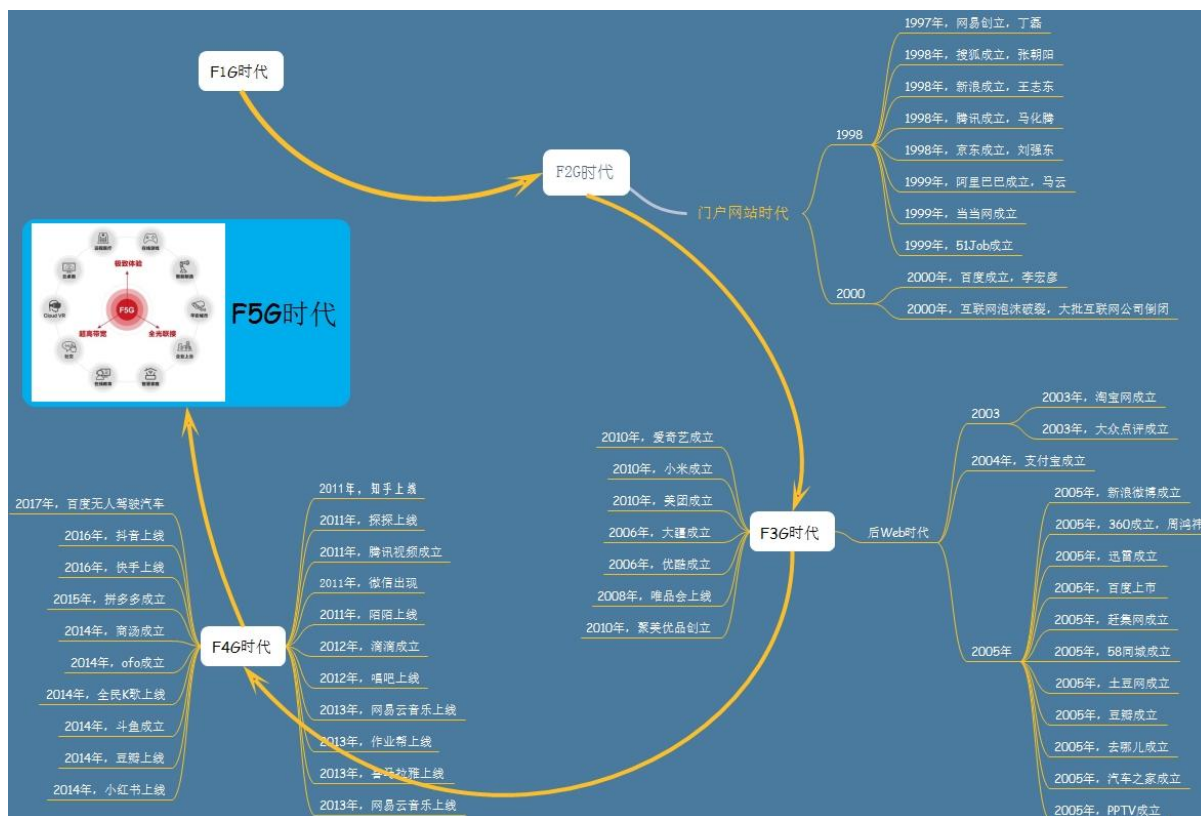 F1G时代
F2G时代
门户网站时代
1998
1997年，网易创立，丁磊
1998年，搜狐成立，张朝阳
1998年，新浪成立，王志东
1998年，腾讯成立，马化腾
1998年，京东成立，刘强东
1999年，阿里巴巴成立，马云
1999年，当当网成立
1999年，51Job成立
2000
2000年，百度成立，李宏彦
2000年，互联网泡沫破裂，大批互联网公司倒闭
F3G时代
后Web时代
2003
2003年，淘宝网成立
2003年，大众点评成立
2004年，支付宝成立
2005年
2005年，新浪微博成立
2005年，360成立，周鸿祎
2005年，迅雷成立
2005年，百度上市
2005年，赶集网成立
2005年，58同城成立
2005年，土豆网成立
2005年，豆瓣成立
2005年，去哪儿成立
2005年，汽车之家成立
2005年，PPTV成立
2010年，爱奇艺成立
2010年，小米成立
2010年，美团成立
2006年，大疆成立
2006年，优酷成立
2008年，唯品会上线
2010年，聚美优品创立
F4G时代
2011年，知乎上线
2011年，探探上线
2011年，腾讯视频成立
2011年，微信出现
2011年，陌陌上线
2012年，滴滴成立
2012年，唱吧上线
2013年，网易云音乐上线
2013年，作业帮上线
2013年，喜马拉雅上线
2013年，网易云音乐上线
2017年，百度无人驾驶汽车
2016年，抖音上线
2016年，快手上线
2015年，拼多多成立
2014年，商汤成立
2014年，ofo成立
2014年，全民K歌上线
2014年，斗鱼成立
2014年，豆瓣上线
2014年，小红书上线
F5G时代
极致体验
F5G
超高带宽
全光联接
Cloud VR